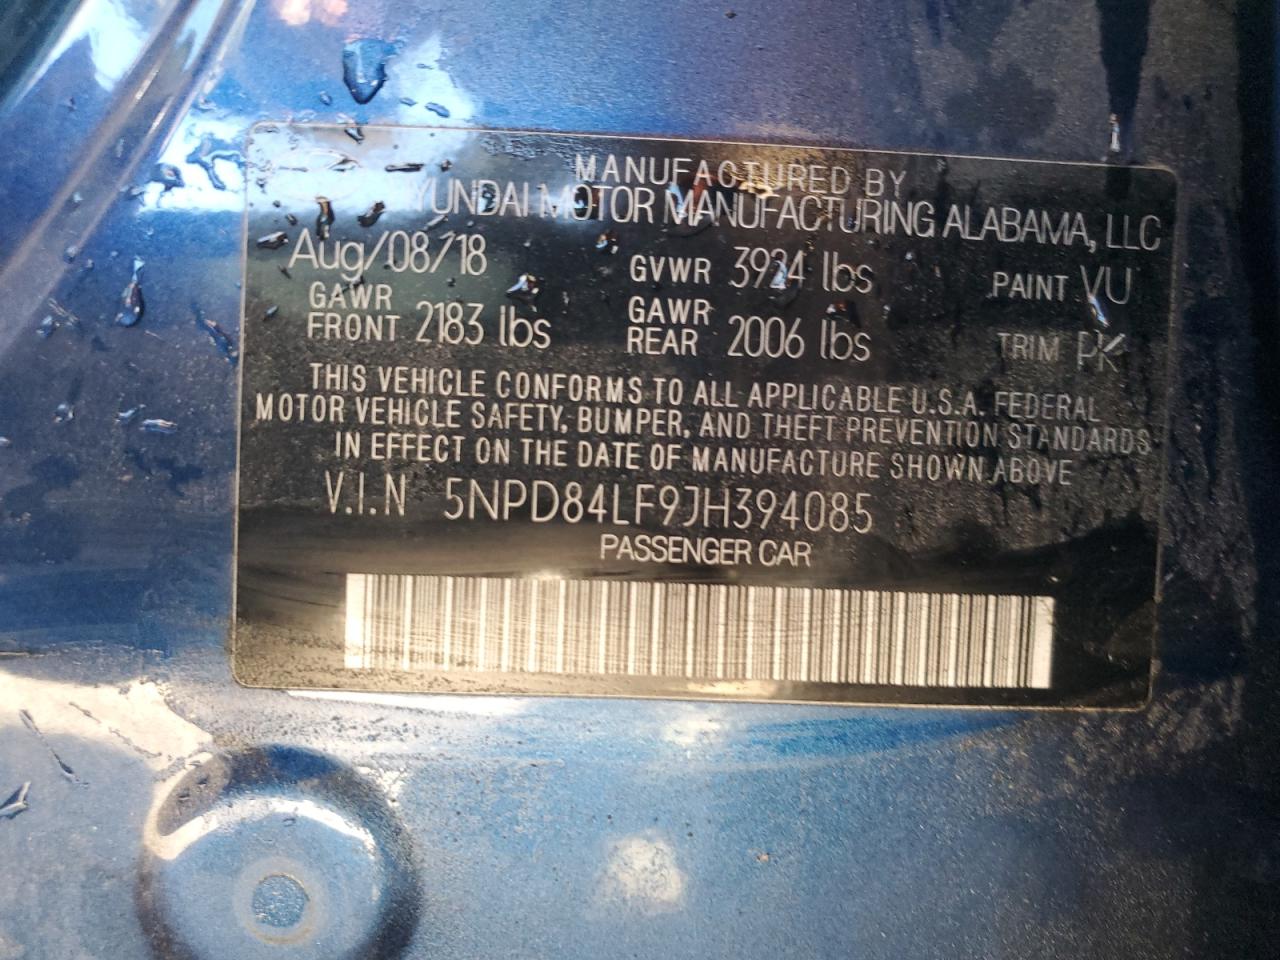 MANUFACTURED BY
HYUNDAI MOTOR MANUFACTURING ALABAMA, LLC
Aug/08/18 GVWR 3924 lbs PAINT VU
GAWR FRONT 2183 lbs GAWR REAR 2006 lbs TRIM PK
THIS VEHICLE CONFORMS TO ALL APPLICABLE U.S.A. FEDERAL
MOTOR VEHICLE SAFETY, BUMPER, AND THEFT PREVENTION STANDARDS
IN EFFECT ON THE DATE OF MANUFACTURE SHOWN ABOVE
V.I.N 5NPD84LF9JH394085
PASSENGER CAR